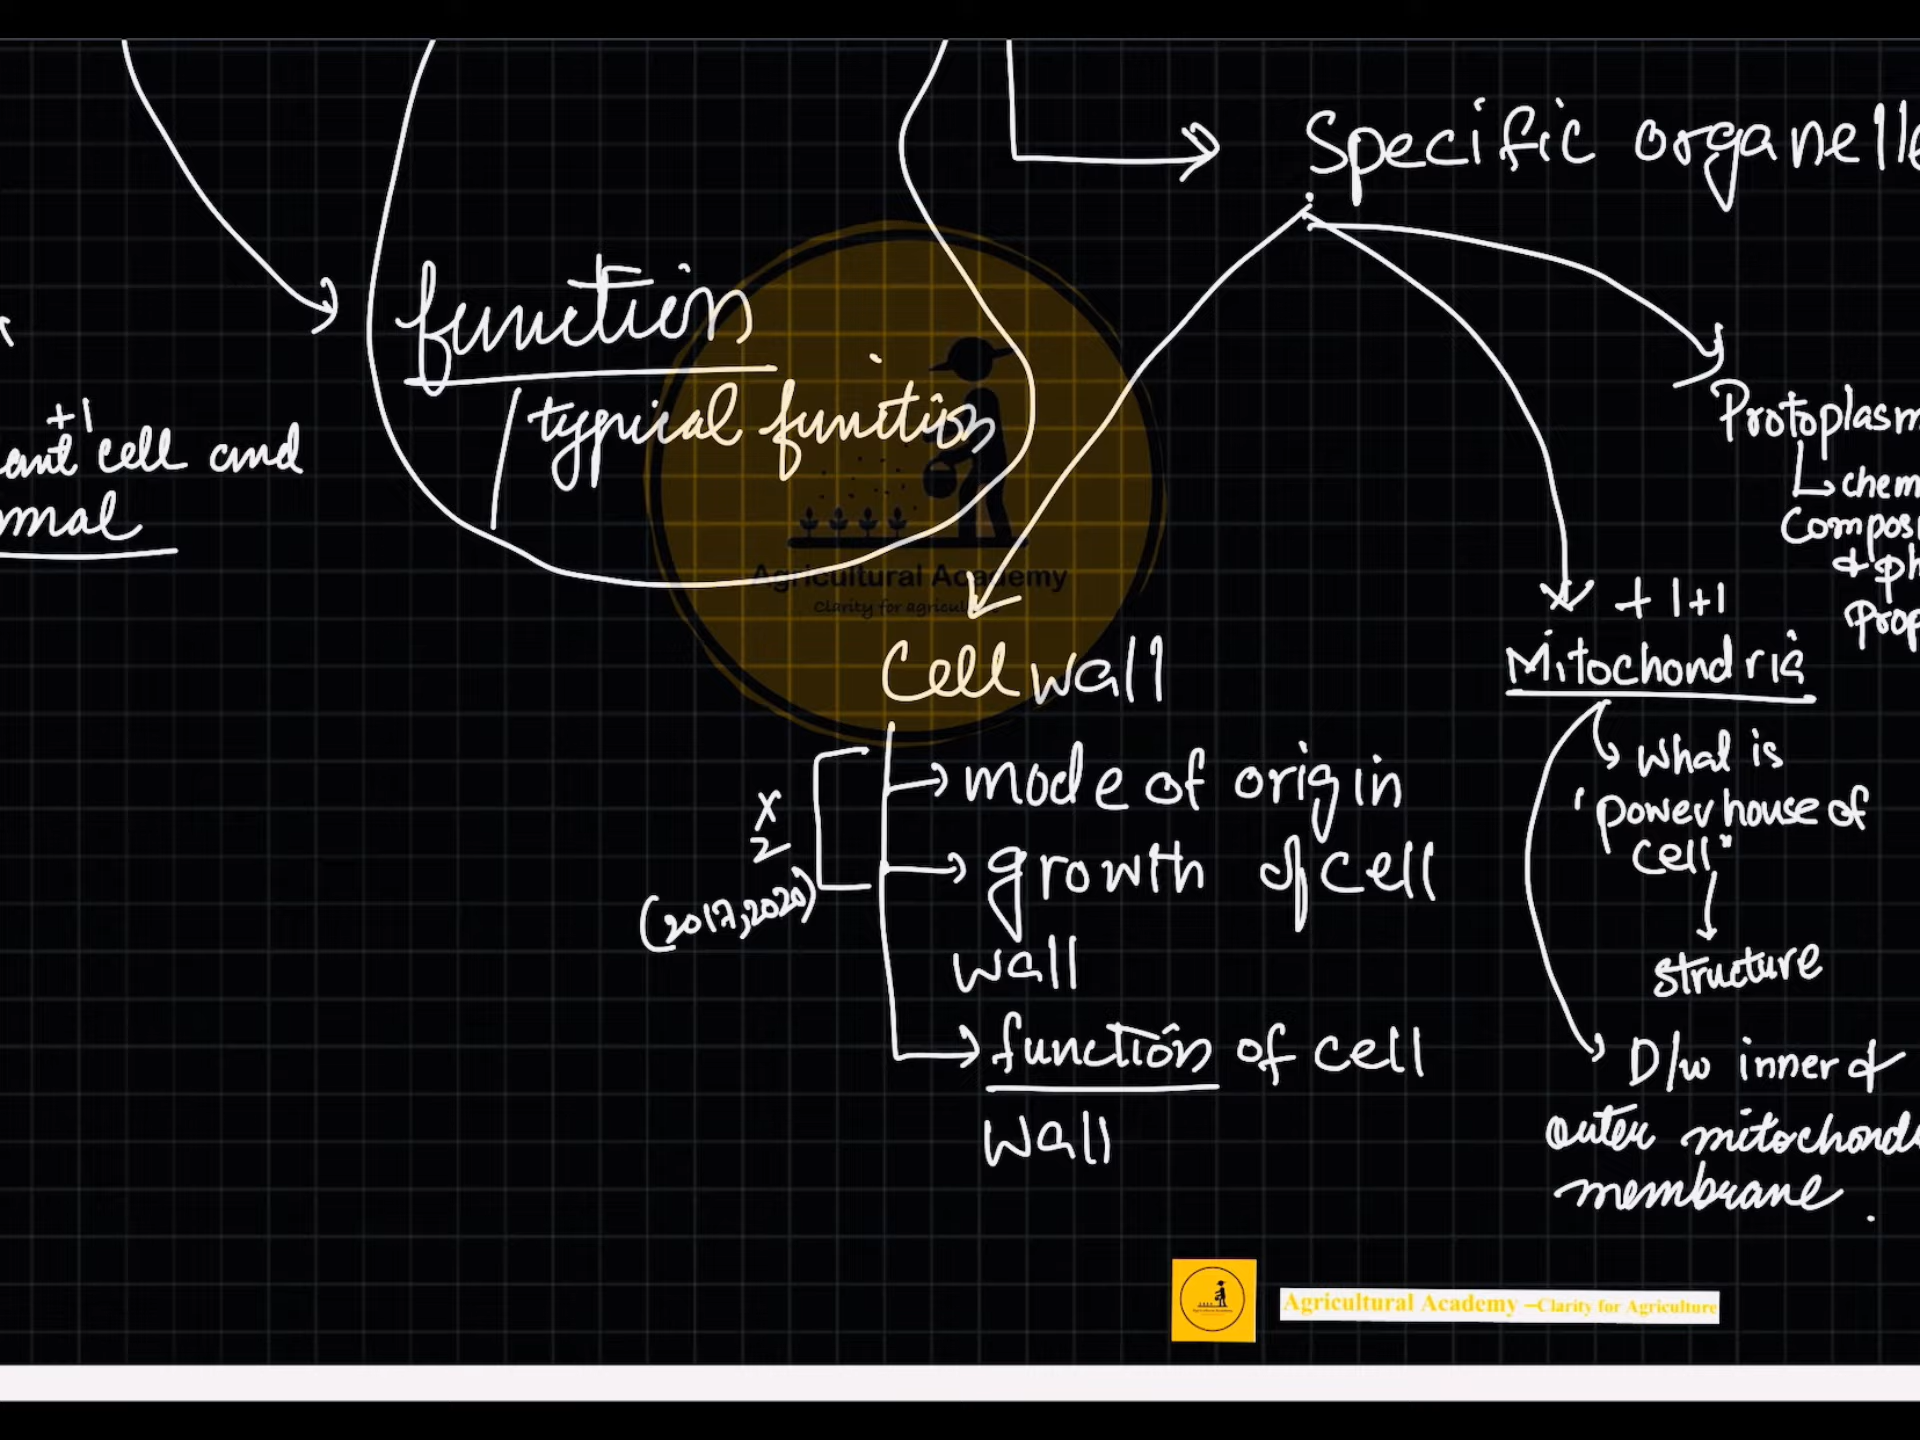 Specific organelle
function
typical function
+1
ant cell and
mal
Protoplasm
chem
Compos
& ph
Prop
Agricultural Academy
Clarity for agricul
+1+1
Cell wall
Mitochondria
mode of origin
growth of cell
wall
x
2
(2017,2020)
function of cell
wall
What is
'power house of
cell"
structure
D/w inner &
outer mitochond
membrane.
Agricultural Academy –Clarity for Agriculture